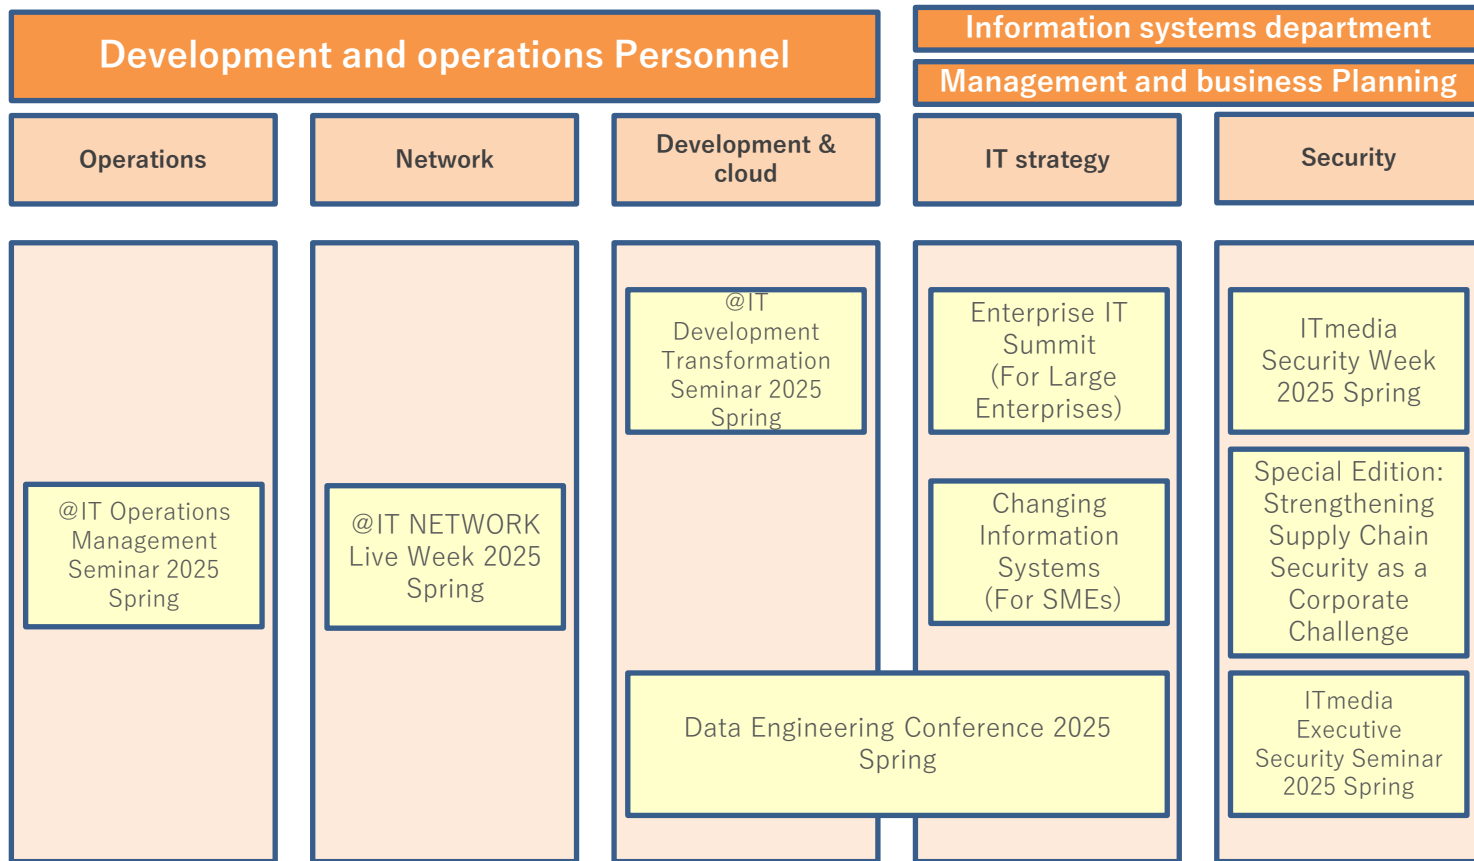 Development and operations Personnel
Information systems department
Management and business Planning
Operations
Network
Development &
cloud
IT strategy
Security
@IT
Development
Transformation
Seminar 2025
Spring
Enterprise IT
Summit
(For Large
Enterprises)
ITmedia
Security Week
2025 Spring
@IT Operations
Management
Seminar 2025
Spring
@IT NETWORK
Live Week 2025
Spring
Changing
Information
Systems
(For SMEs)
Special Edition:
Strengthening
Supply Chain
Security as a
Corporate
Challenge
Data Engineering Conference 2025
Spring
ITmedia
Executive
Security Seminar
2025 Spring